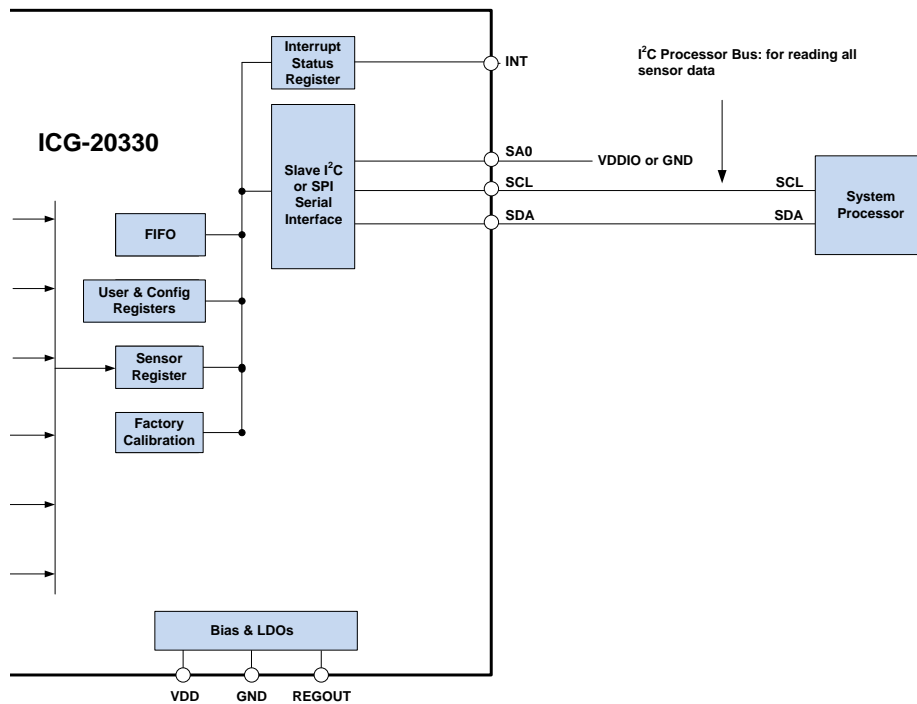 Interrupt
Status
Register
INT
I²C Processor Bus: for reading all
sensor data
ICG-20330
Slave I²C
or SPI
Serial
Interface
SA0
VDDIO or GND
SCL
SCL
SDA
SDA
System
Processor
FIFO
User & Config
Registers
Sensor
Register
Factory
Calibration
Bias & LDOs
VDD
GND
REGOUT